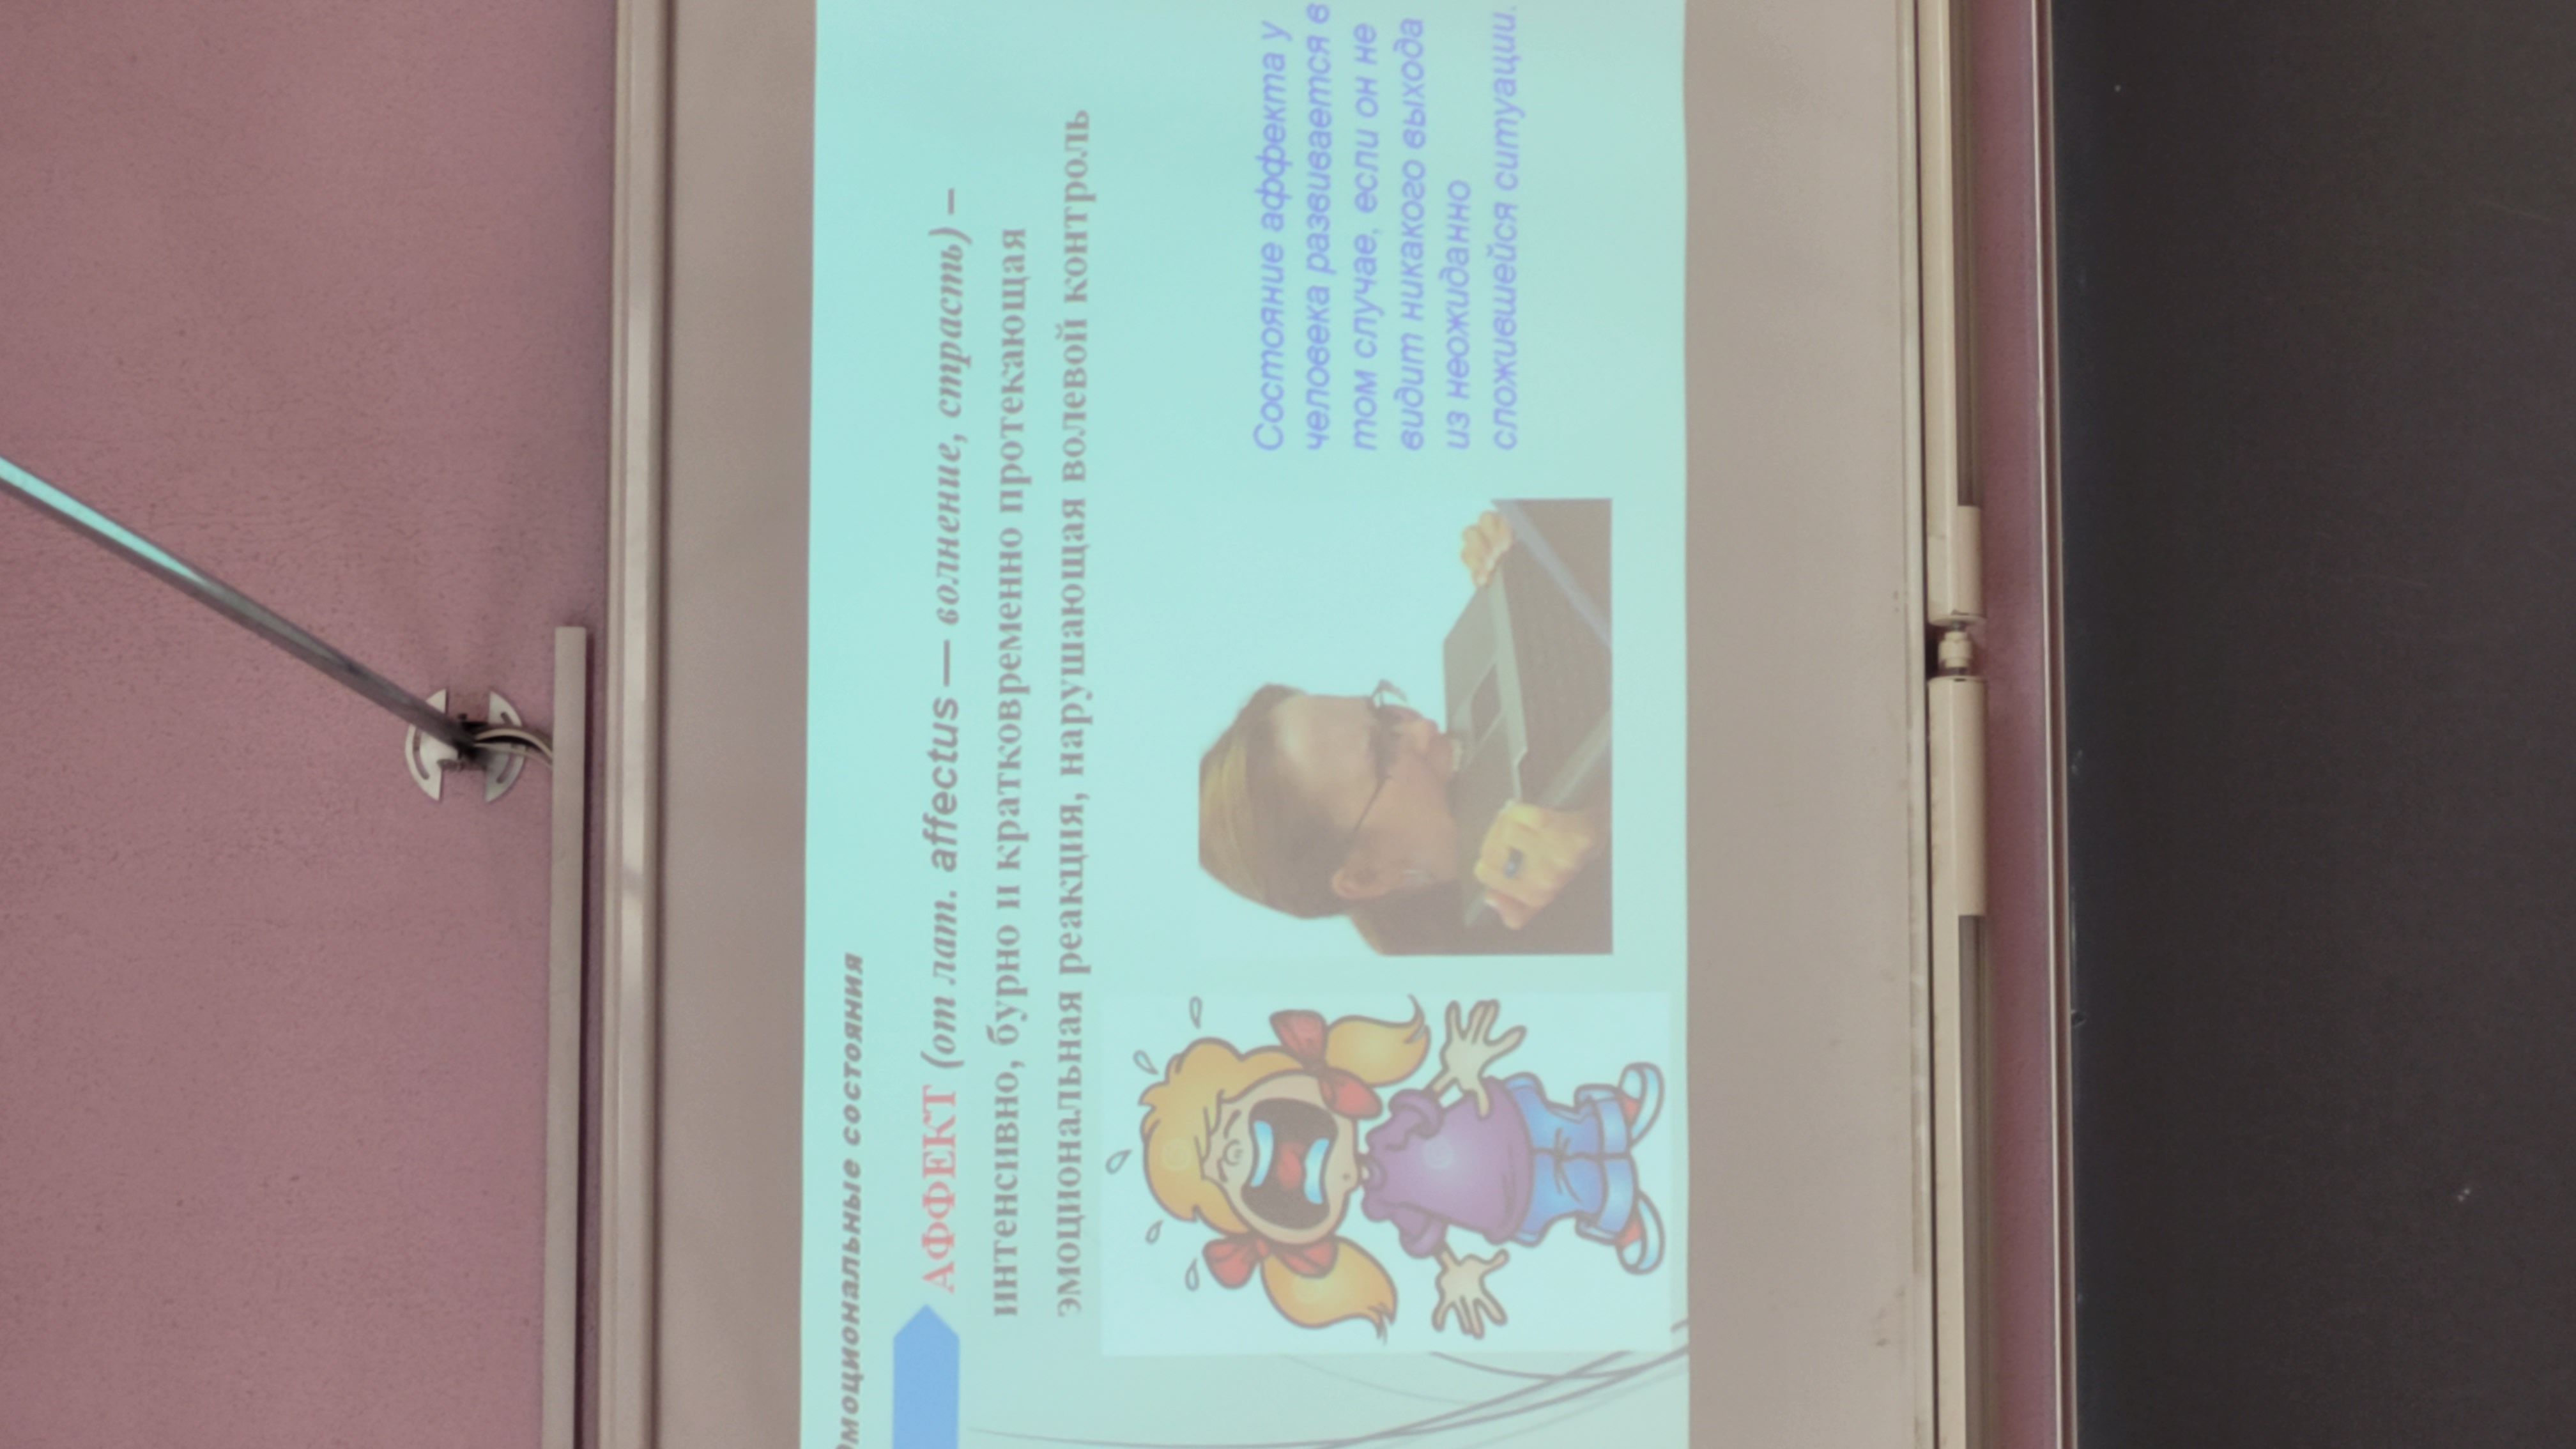 Эмоциональные состояния
АФФЕКТ (от лат. affectus — волнение, страсть) –
интенсивно, бурно и кратковременно протекающая
эмоциональная реакция, нарушающая волевой контроль
Состояние аффекта у
человека развивается в
том случае, если он не
видит никакого выхода
из неожиданно
сложившейся ситуации.